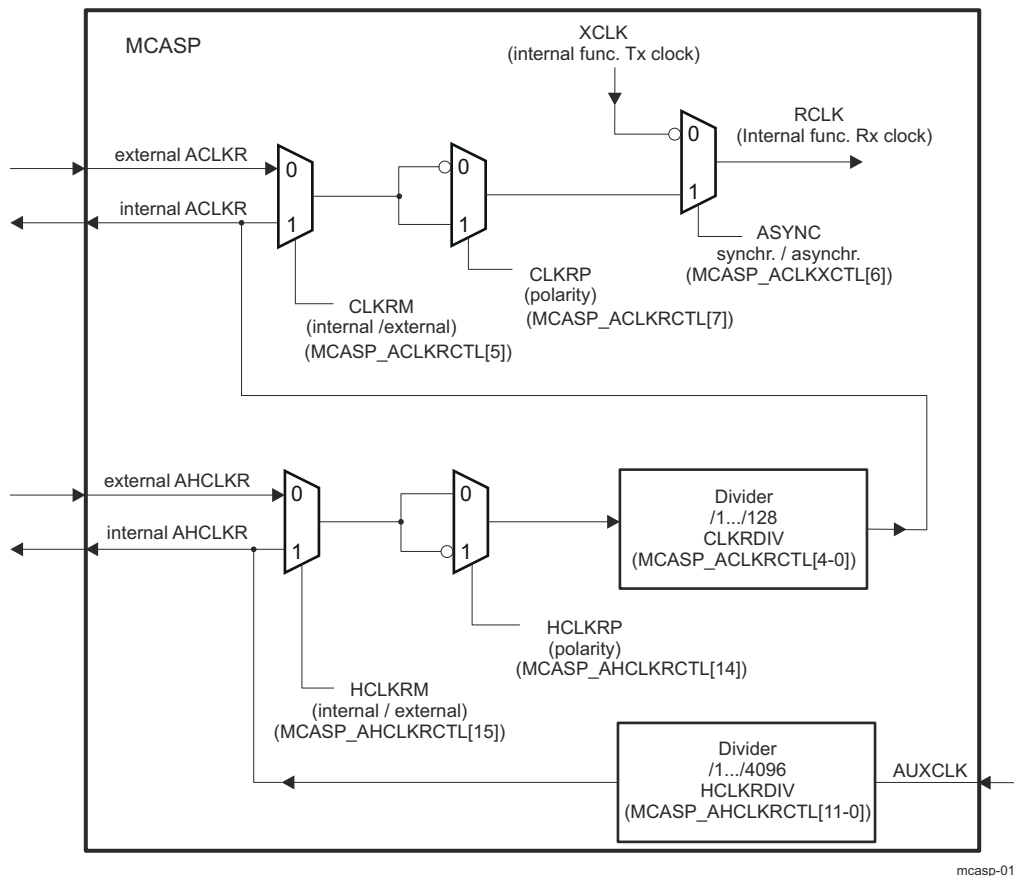 MCASP
XCLK
(internal func. Tx clock)
RCLK
(Internal func. Rx clock)
0
1
external ACLKR
internal ACLKR
0
1
0
1
ASYNC
synchr. / asynchr.
(MCASP_ACLKXCTL[6])
CLKRP
(polarity)
(MCASP_ACLKRCTL[7])
CLKRM
(internal /external)
(MCASP_ACLKRCTL[5])
external AHCLKR
internal AHCLKR
0
1
0
1
Divider
/1.../128
CLKRDIV
(MCASP_ACLKRCTL[4-0])
HCLKRP
(polarity)
(MCASP_AHCLKRCTL[14])
HCLKRM
(internal / external)
(MCASP_AHCLKRCTL[15])
Divider
/1.../4096
HCLKRDIV
(MCASP_AHCLKRCTL[11-0])
AUXCLK
mcasp-01